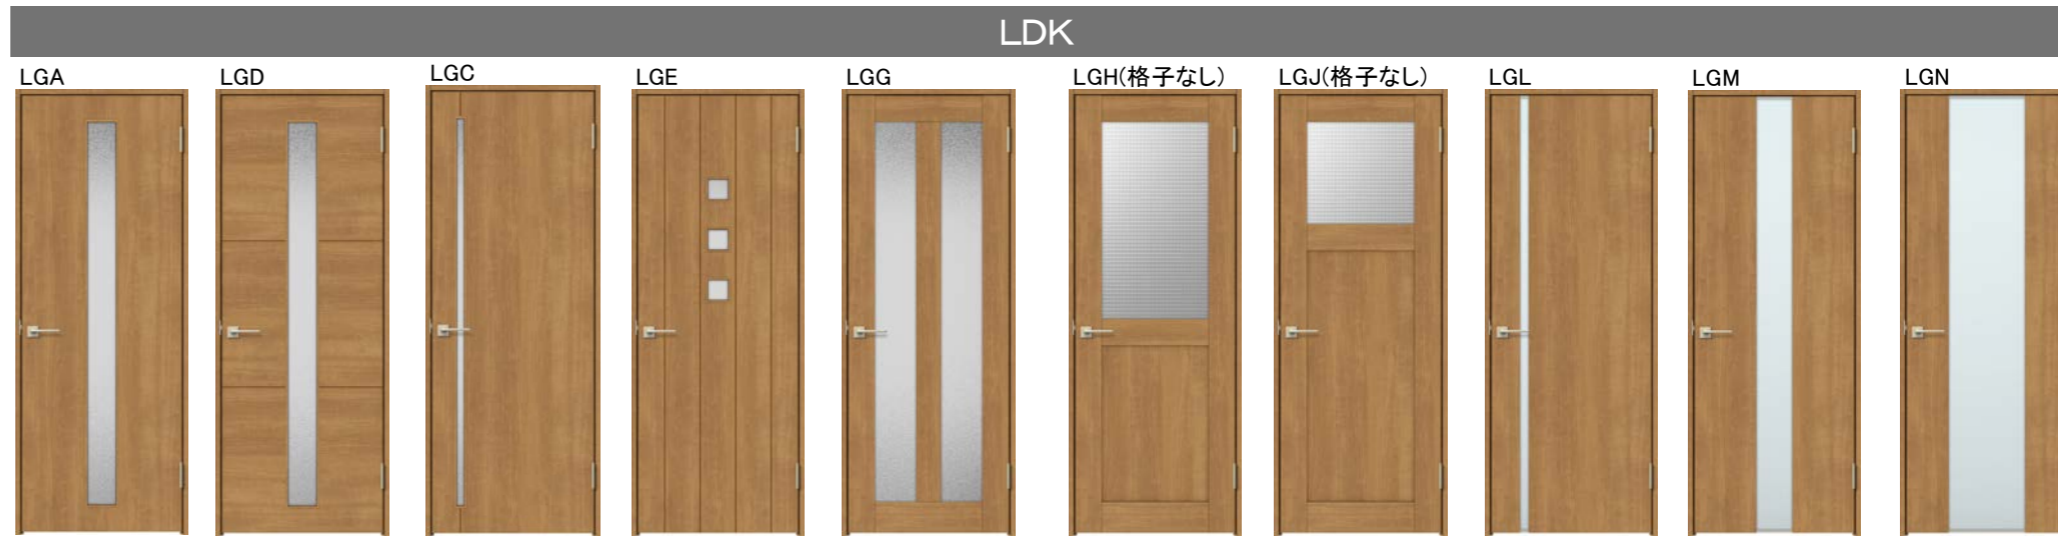 LDK
LGA
LGD
LGC
LGE
LGG
LGH(格子なし)
LGJ(格子なし)
LGL
LGM
LGN